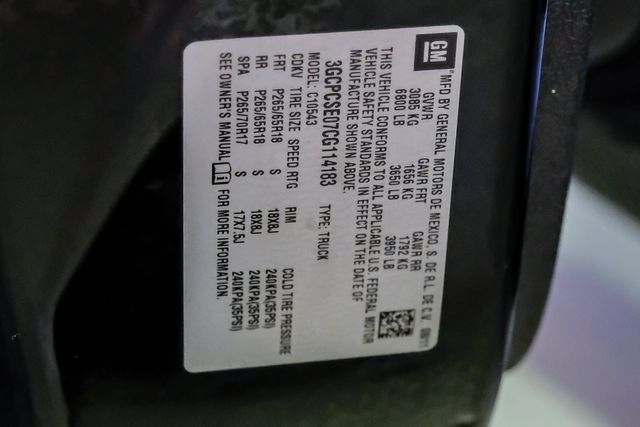 GM MFD BY GENERAL MOTORS DE MEXICO, S. DE R.L. DE C.V. 08/11
GVWR GAWR FRT GAWR RR
3085 KG 1656 KG 1792 KG
6800 LB 3650 LB 3950 LB
THIS VEHICLE CONFORMS TO ALL APPLICABLE U.S. FEDERAL MOTOR
VEHICLE SAFETY STANDARDS IN EFFECT ON THE DATE OF
MANUFACTURE SHOWN ABOVE.
3GCPCSE07CG114183 TYPE: TRUCK
MODEL: C10543
CDKV TIRE SIZE SPEED RTG RIM COLD TIRE PRESSURE
FRT P265/65R18 S 18X8J 240KPA(35PSI)
RR P265/65R18 S 18X8J 240KPA(35PSI)
SPA P265/70R17 S 17X7.5J 240KPA(35PSI)
SEE OWNER'S MANUAL FOR MORE INFORMATION.